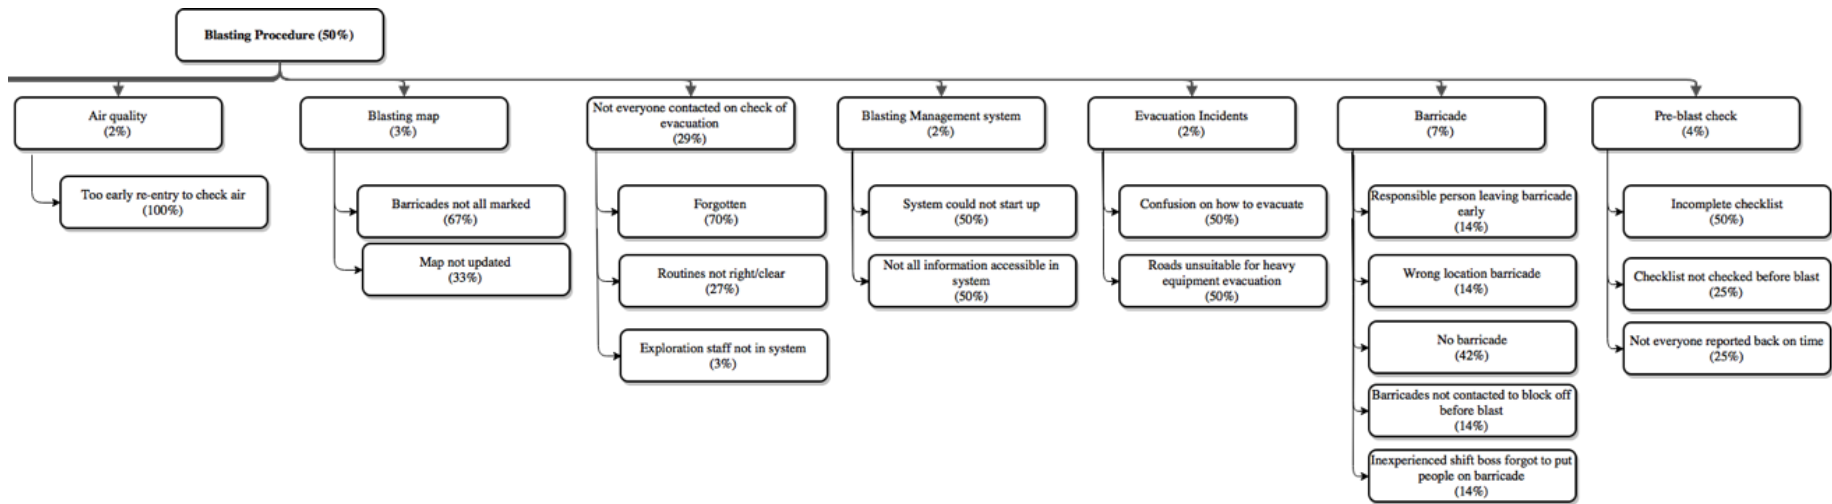 Blasting Procedure (50%)
Air quality
(2%)
Too early re-entry to check air
(100%)
Blasting map
(3%)
Barricades not all marked
(67%)
Map not updated
(33%)
Not everyone contacted on check of
evacuation
(29%)
Forgotten
(70%)
Routines not right/clear
(27%)
Exploration staff not in system
(3%)
Blasting Management system
(2%)
System could not start up
(50%)
Not all information accessible in
system
(50%)
Evacuation Incidents
(2%)
Confusion on how to evacuate
(50%)
Roads unsuitable for heavy
equipment evacuation
(50%)
Barricade
(7%)
Responsible person leaving barricade
early
(14%)
Wrong location barricade
(14%)
No barricade
(42%)
Barricades not contacted to block off
before blast
(14%)
Inexperienced shift boss forgot to put
people on barricade
(14%)
Pre-blast check
(4%)
Incomplete checklist
(50%)
Checklist not checked before blast
(25%)
Not everyone reported back on time
(25%)